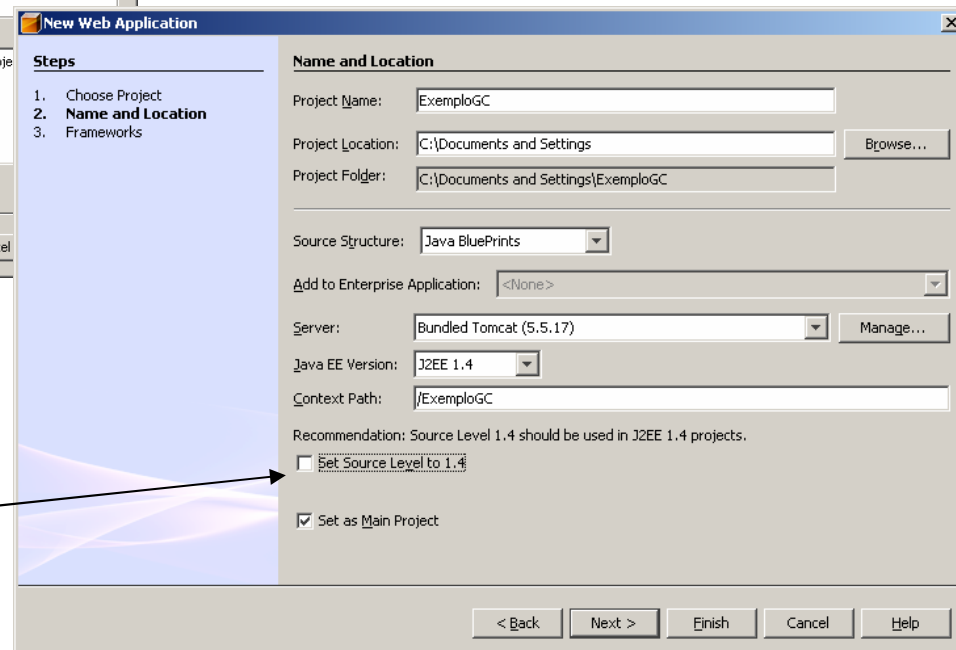 New Web Application
oje
Steps
1. Choose Project
2. Name and Location
3. Frameworks
Name and Location
Project Name: ExemploGC
Project Location: C:\Documents and Settings Browse...
Project Folder: C:\Documents and Settings\ExemploGC
Source Structure: Java BluePrints
Add to Enterprise Application: <None>
Server: Bundled Tomcat (5.5.17) Manage...
Java EE Version: J2EE 1.4
Context Path: /ExemploGC
Recommendation: Source Level 1.4 should be used in J2EE 1.4 projects.
Set Source Level to 1.4
Set as Main Project
cel
< Back Next > Finish Cancel Help